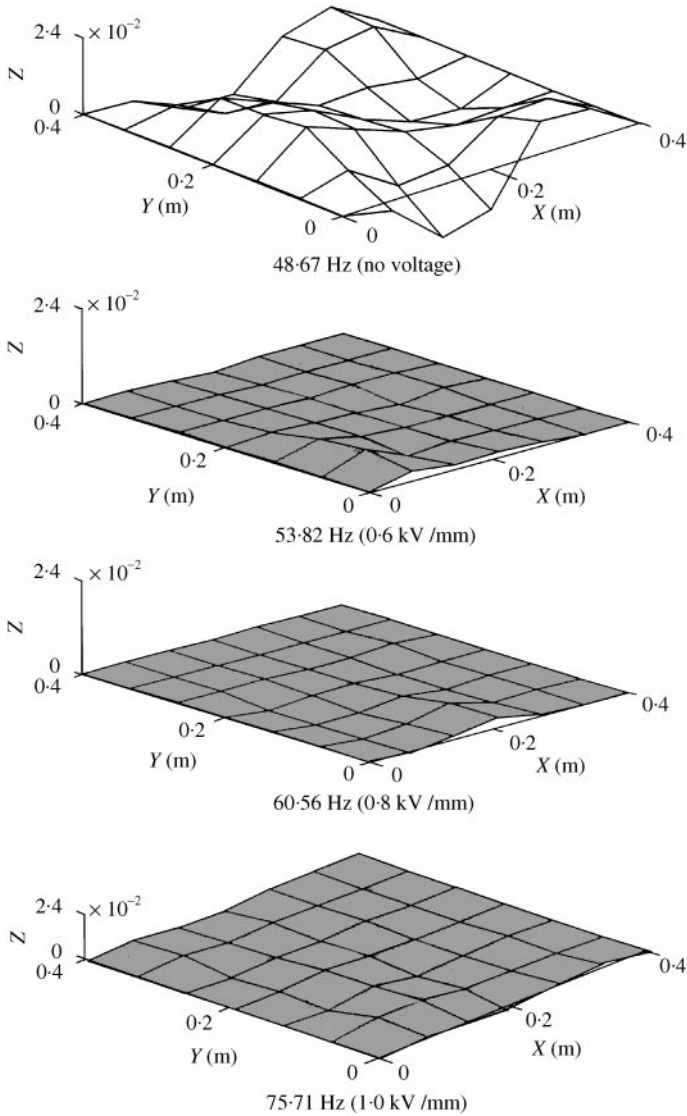 2·4
× 10⁻²
Z
0
0·4
0·2
Y (m)
0
0
0·2
X (m)
0·4
48·67 Hz (no voltage)
2·4
× 10⁻²
Z
0
0·4
0·2
Y (m)
0
0
0·2
X (m)
0·4
53·82 Hz (0·6 kV /mm)
2·4
× 10⁻²
Z
0
0·4
0·2
Y (m)
0
0
0·2
X (m)
0·4
60·56 Hz (0·8 kV /mm)
2·4
× 10⁻²
Z
0
0·4
0·2
Y (m)
0
0
0·2
X (m)
0·4
75·71 Hz (1·0 kV /mm)